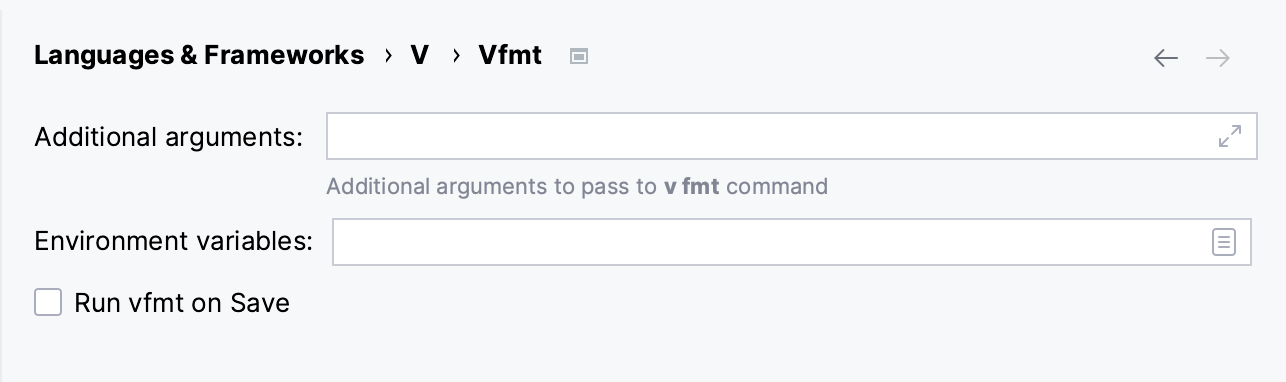 Languages & Frameworks › V › Vfmt
Additional arguments:
Additional arguments to pass to v fmt command
Environment variables:
Run vfmt on Save